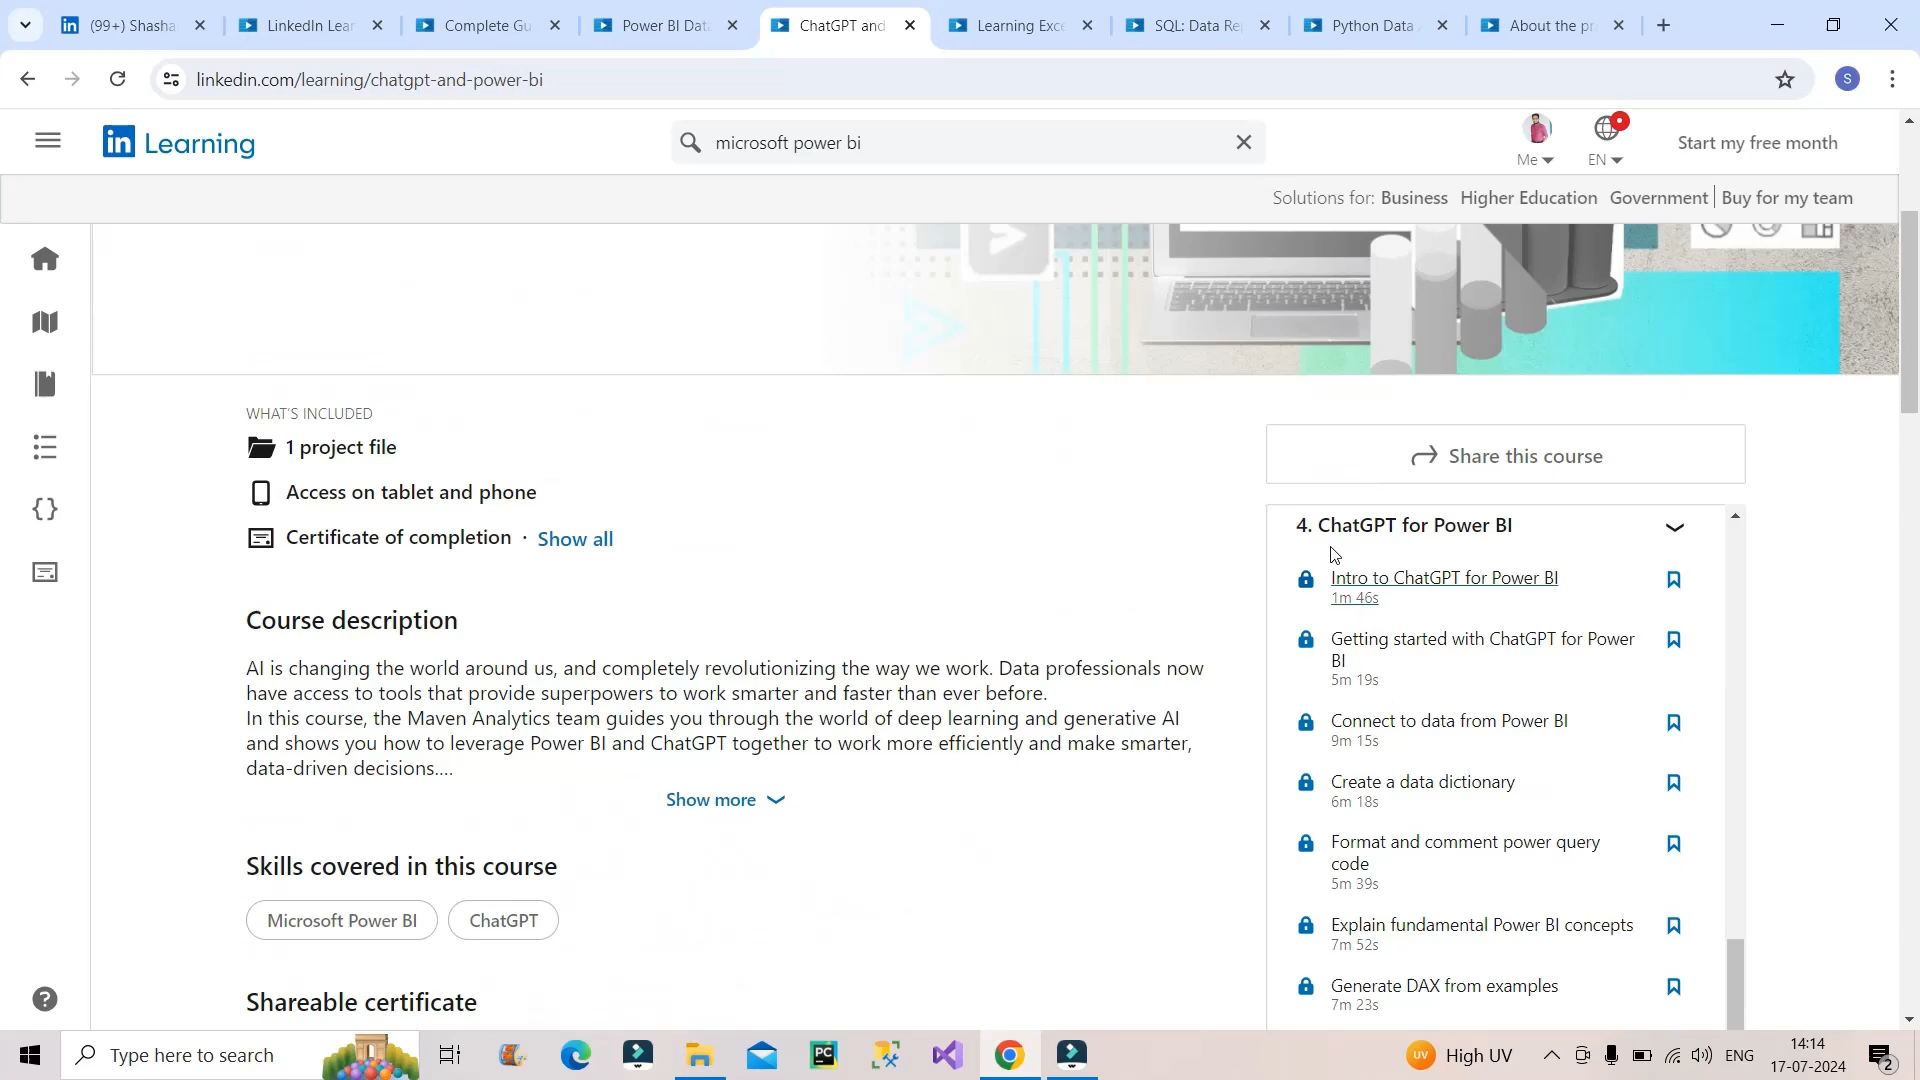 (99+) Shasha
LinkedIn Lear
Complete Gu
Power BI Data
ChatGPT and
Learning Exce
SQL: Data Re
Python Data
About the pr
linkedin.com/learning/chatgpt-and-power-bi
S
in Learning
microsoft power bi
Me
EN
Start my free month
Solutions for: Business Higher Education Government Buy for my team
WHAT'S INCLUDED
1 project file
Access on tablet and phone
Certificate of completion · Show all
Course description
AI is changing the world around us, and completely revolutionizing the way we work. Data professionals now
have access to tools that provide superpowers to work smarter and faster than ever before.
In this course, the Maven Analytics team guides you through the world of deep learning and generative AI
and shows you how to leverage Power BI and ChatGPT together to work more efficiently and make smarter,
data-driven decisions....
Show more
Skills covered in this course
Microsoft Power BI
ChatGPT
Shareable certificate
Share this course
4. ChatGPT for Power BI
Intro to ChatGPT for Power BI
1m 46s
Getting started with ChatGPT for Power
BI
5m 19s
Connect to data from Power BI
9m 15s
Create a data dictionary
6m 18s
Format and comment power query
code
5m 39s
Explain fundamental Power BI concepts
7m 52s
Generate DAX from examples
7m 23s
Type here to search
PC
UV
High UV
ENG
14:14
17-07-2024
2